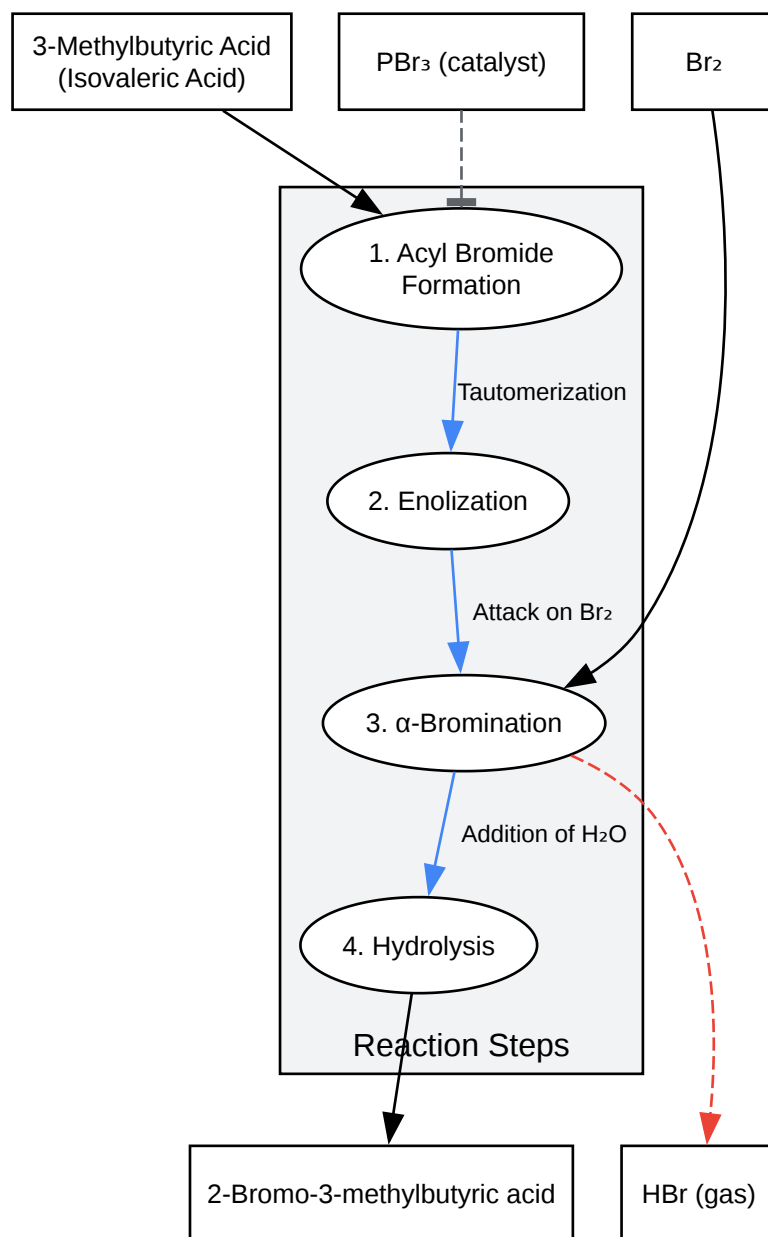 3-Methylbutyric Acid
(Isovaleric Acid)
PBr₃ (catalyst)
Br₂
1. Acyl Bromide
Formation
Tautomerization
2. Enolization
Attack on Br₂
3. α-Bromination
Addition of H₂O
4. Hydrolysis
Reaction Steps
2-Bromo-3-methylbutyric acid
HBr (gas)